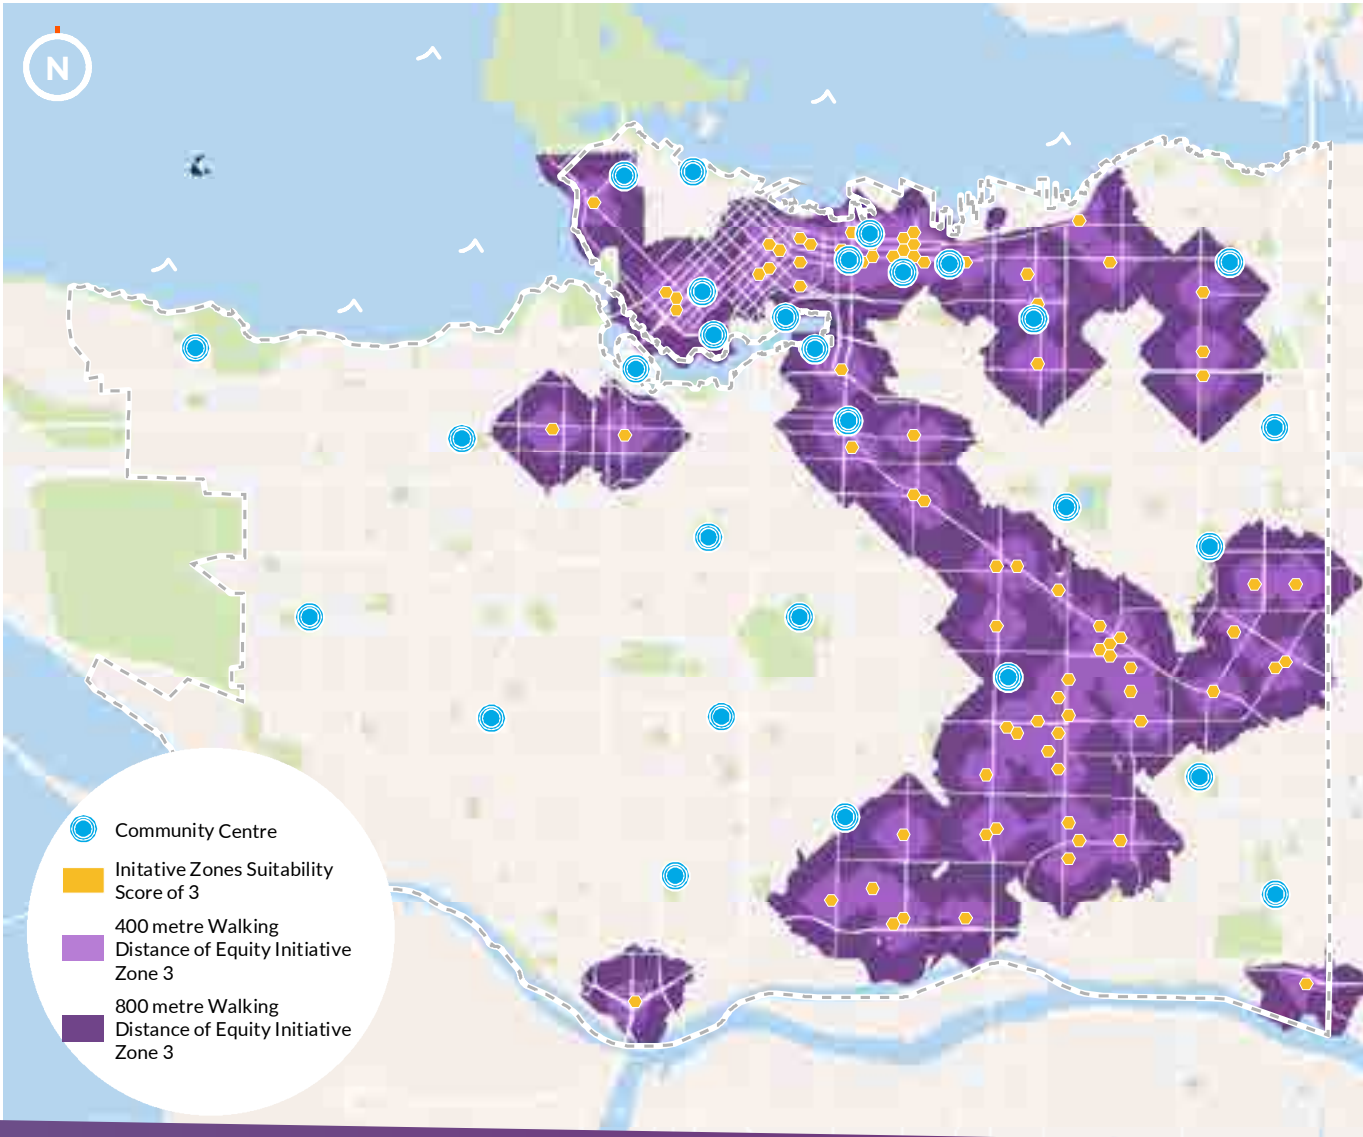 N
Community Centre
Initative Zones Suitability
Score of 3
400 metre Walking
Distance of Equity Initiative
Zone 3
800 metre Walking
Distance of Equity Initiative
Zone 3